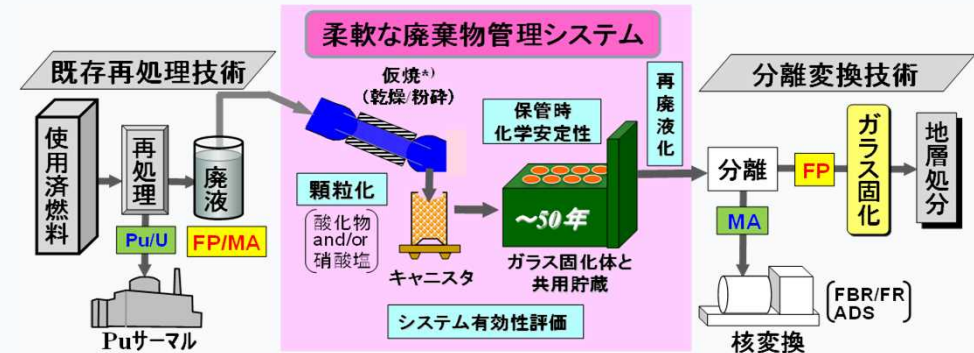 柔軟な廃棄物管理システム
既存再処理技術
使用済燃料
再処理
廃液
Pu/U
FP/MA
Puサーマル
仮焼*)
(乾燥/粉砕)
顆粒化
酸化物
and/or
硝酸塩
キャニスタ
保管時
化学安定性
～50年
ガラス固化体と
共用貯蔵
システム有効性評価
再廃液化
分離変換技術
分離
FP
ガラス固化
地層処分
MA
核変換
FBR/FR
ADS